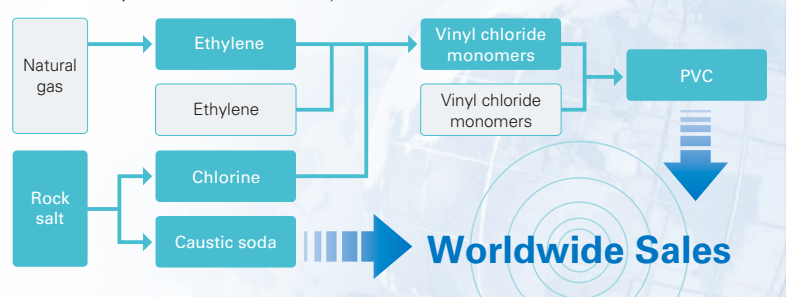 Ethylene
Vinyl chloride
monomers
Natural
gas
PVC
Ethylene
Vinyl chloride
monomers
Rock
salt
Chlorine
Caustic soda
Worldwide Sales